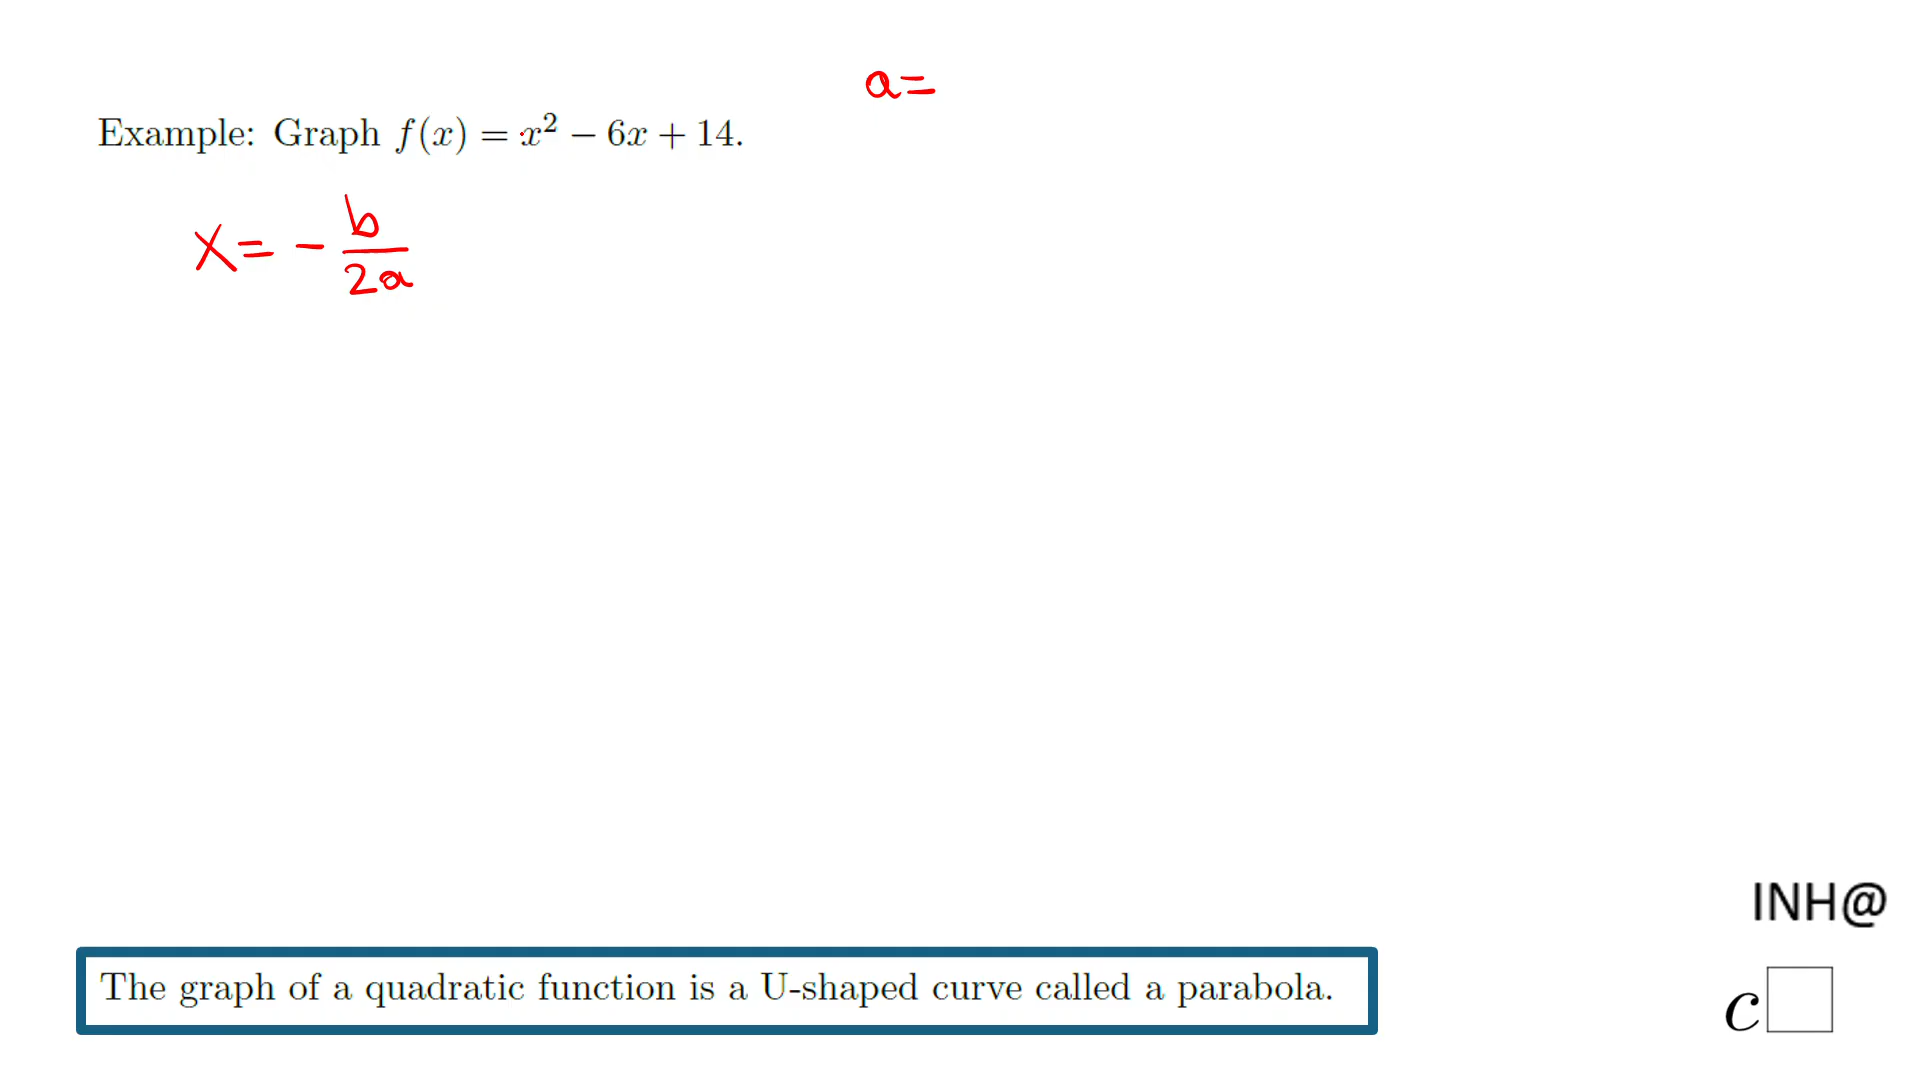 a=
Example: Graph f(x) = x² − 6x + 14.
x = - b/2a
INH@
The graph of a quadratic function is a U-shaped curve called a parabola.
c□